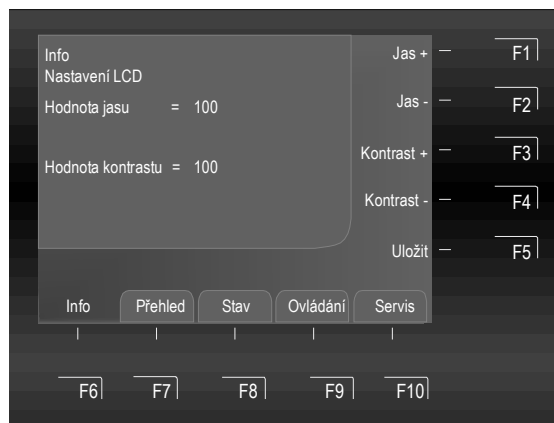 Info
Nastavení LCD
Hodnota jasu = 100
Hodnota kontrastu = 100
Jas + F1
Jas - F2
Kontrast + F3
Kontrast - F4
Uložit F5
Info Přehled Stav Ovládání Servis
F6 F7 F8 F9 F10